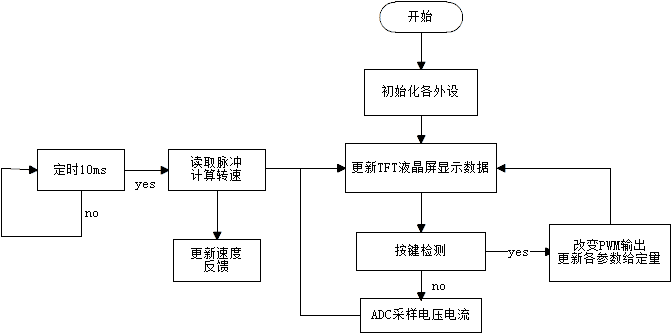 开始
初始化各外设
定时10ms
yes
no
读取脉冲
计算转速
更新TFT液晶屏显示数据
更新速度
反馈
按键检测
yes
改变PWM输出
更新各参数给定量
no
ADC采样电压电流